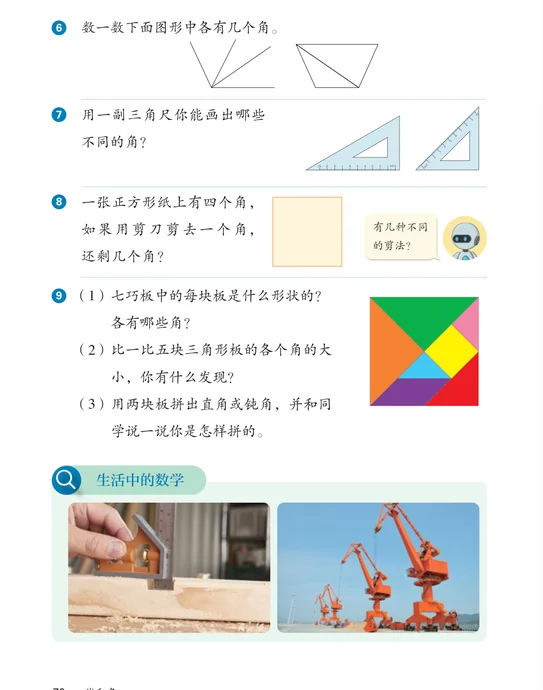 6 数一数下面图形中各有几个角。
7 用一副三角尺你能画出哪些
不同的角?
8 一张正方形纸上有四个角,
如果用剪刀剪去一个角,
还剩几个角?
有几种不同
的剪法?
9 (1) 七巧板中的每块板是什么形状的?
各有哪些角?
(2) 比一比五块三角形板的各个角的大
小,你有什么发现?
(3) 用两块板拼出直角或钝角,并和同
学说一说你是怎样拼的。
生活中的数学